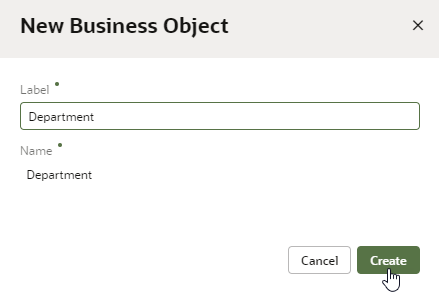 New Business Object
Label
Department
Name
Department
Cancel
Create